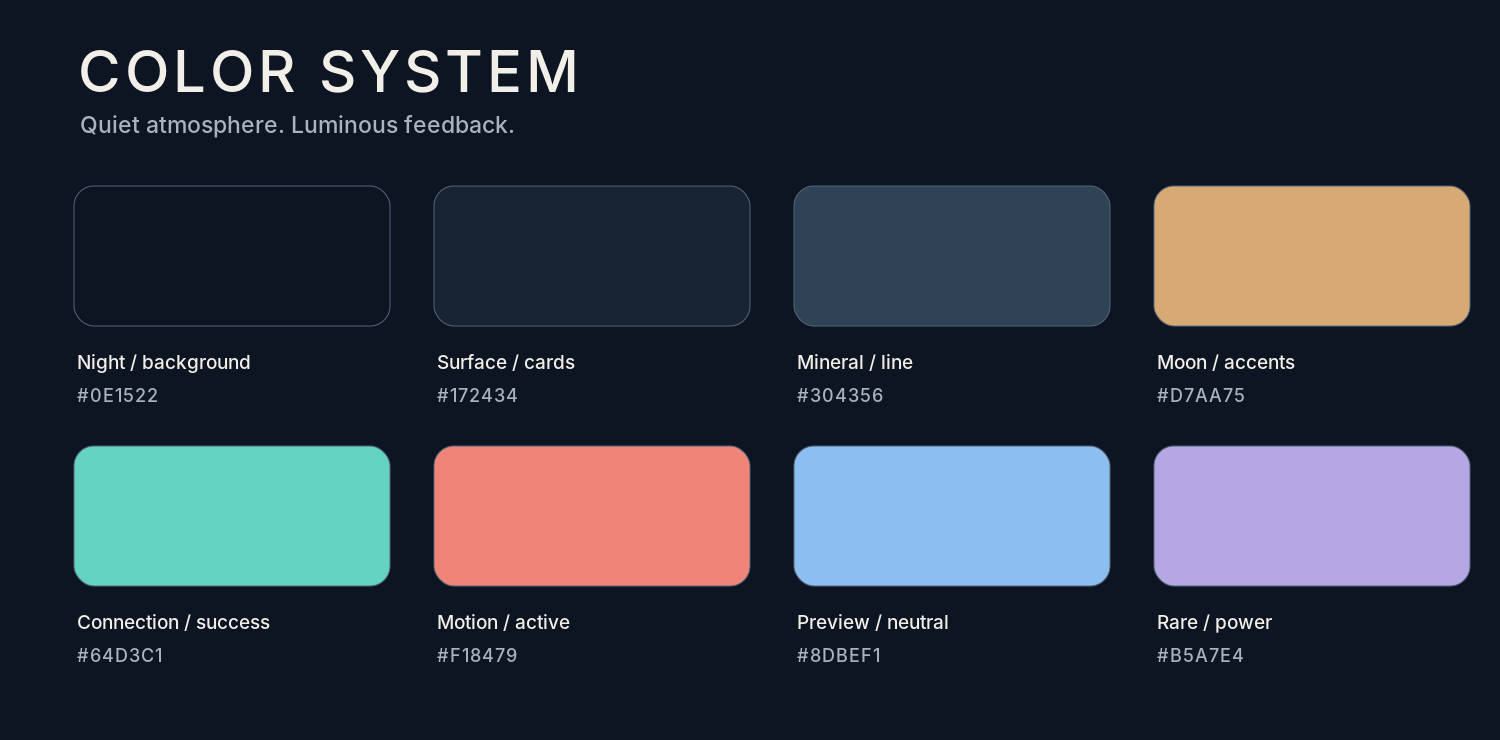 COLOR SYSTEM
Quiet atmosphere. Luminous feedback.
Night / background
#0E1522
Surface / cards
#172434
Mineral / line
#304356
Moon / accents
#D7AA75
Connection / success
#64D3C1
Motion / active
#F18479
Preview / neutral
#8DBEF1
Rare / power
#B5A7E4